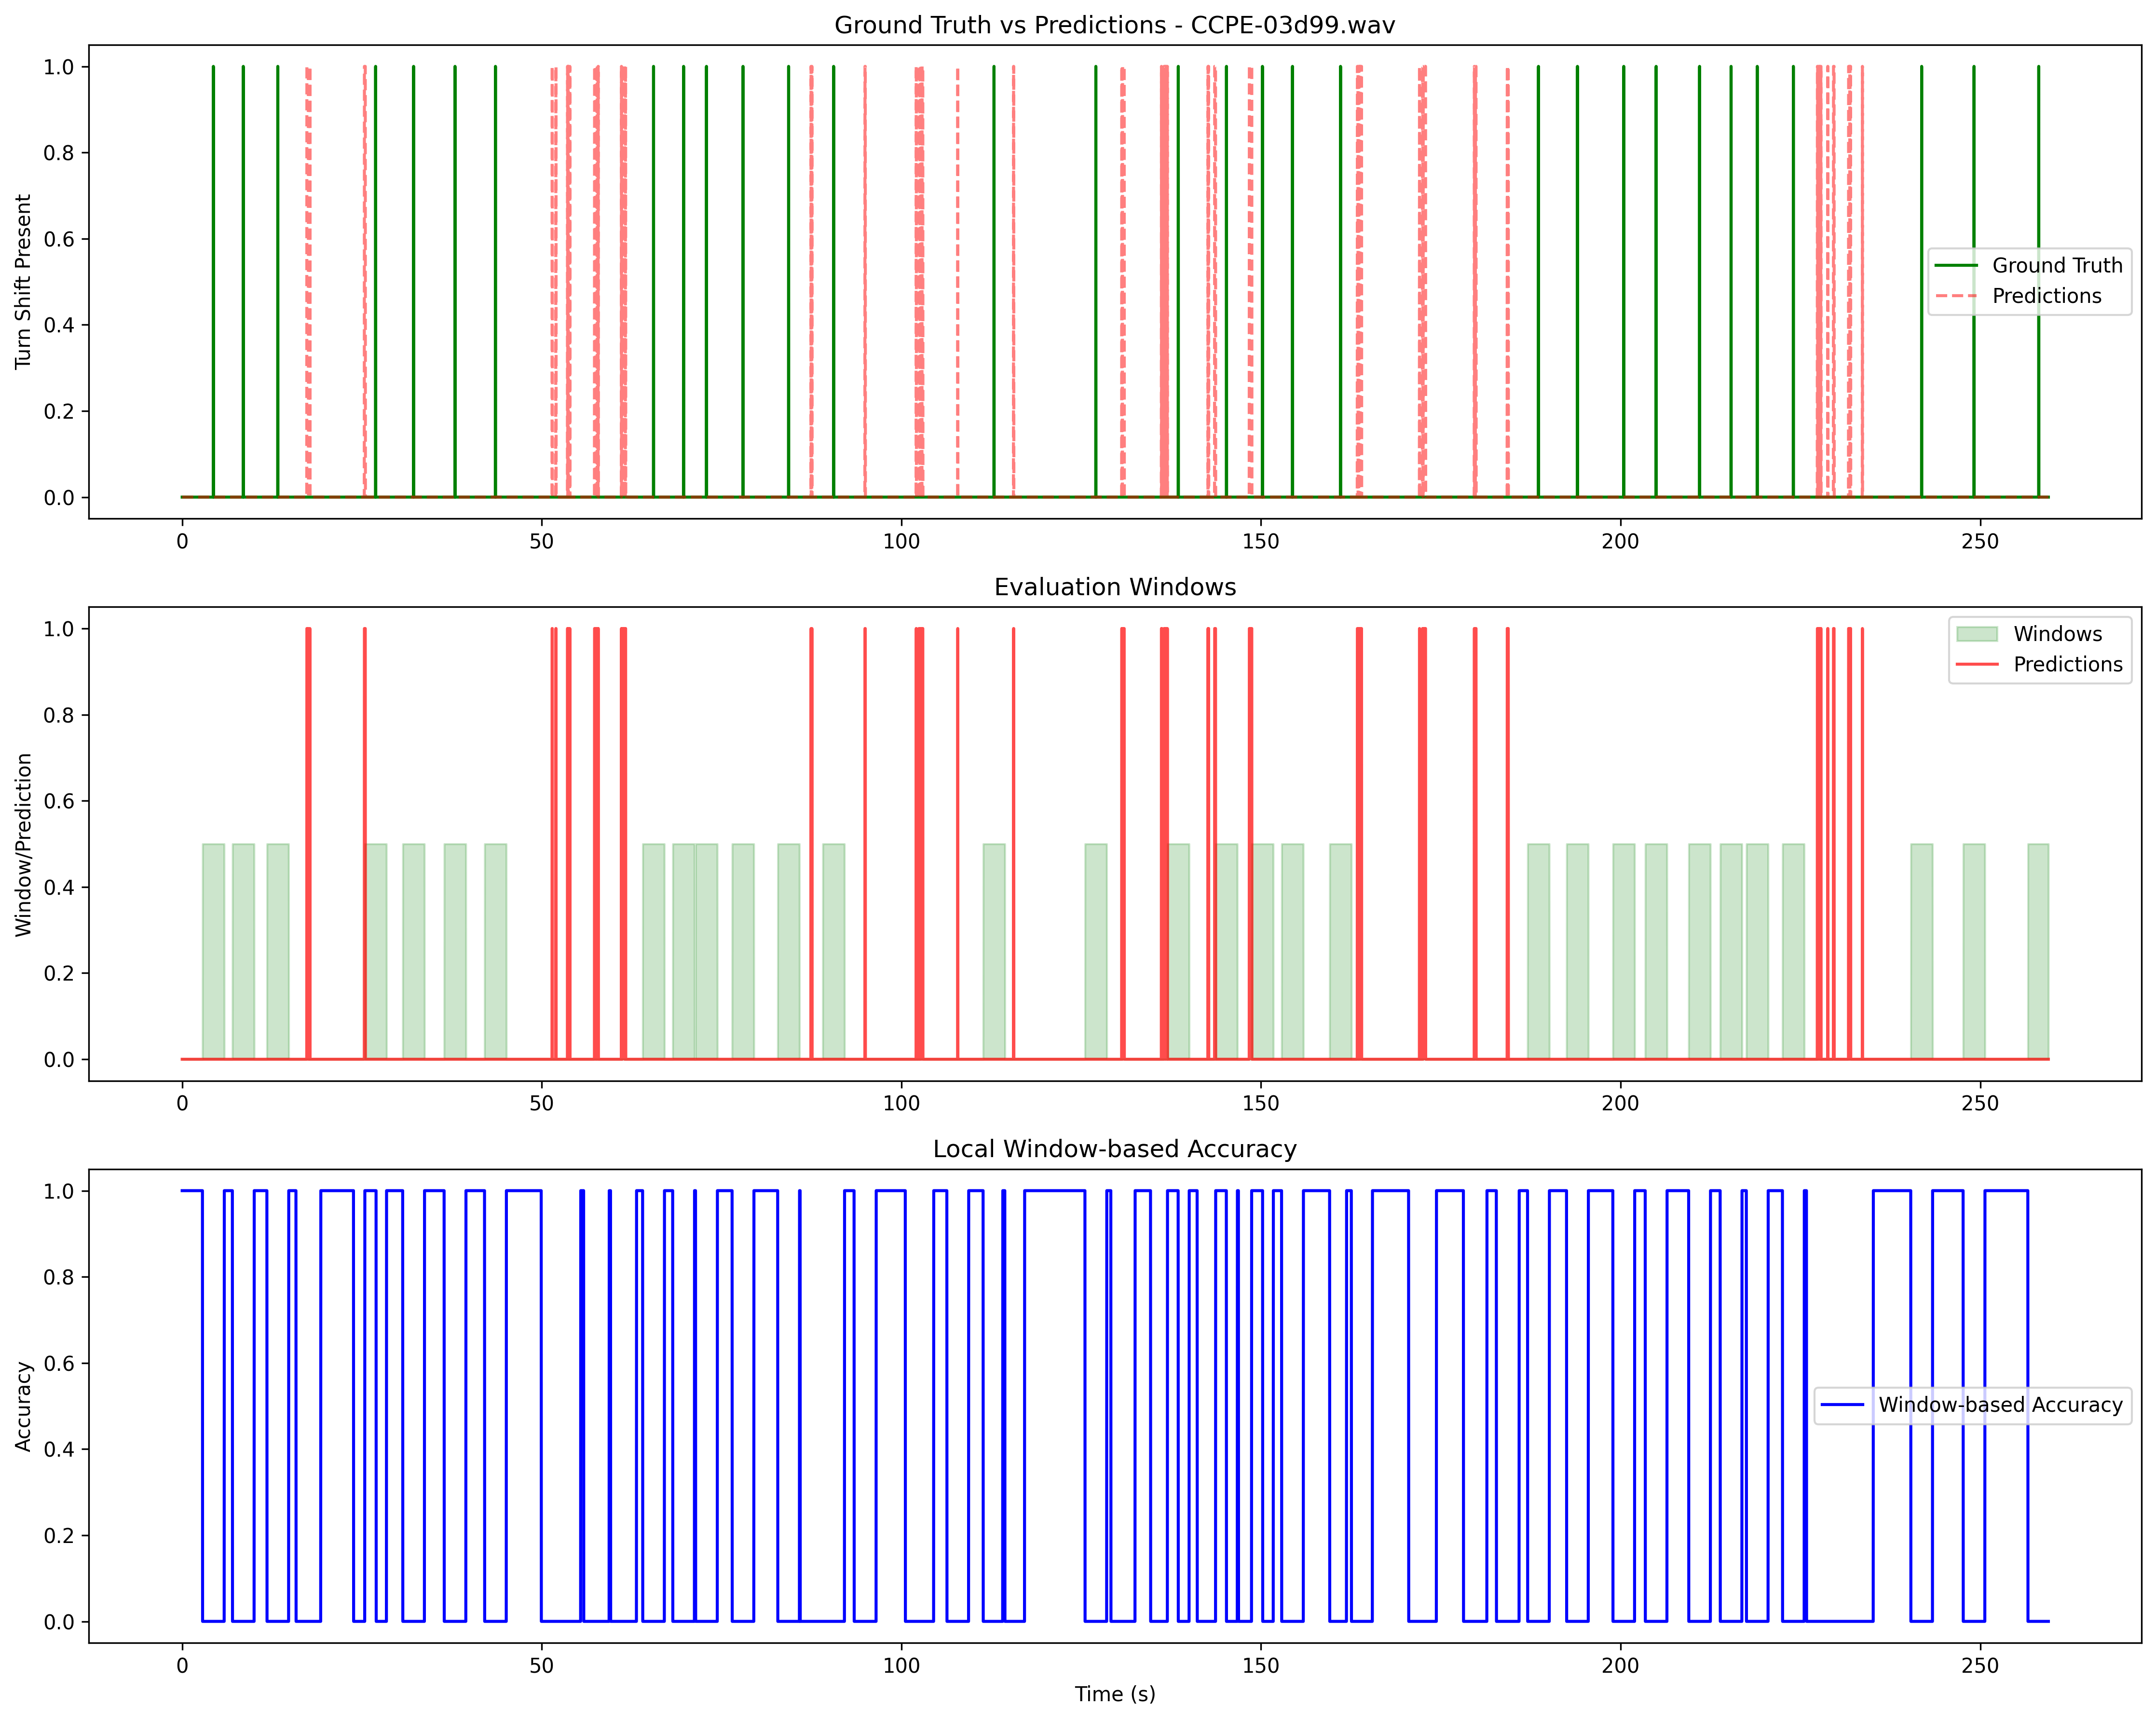 Ground Truth vs Predictions - CCPE-03d99.wav
1.0
0.8
0.6
0.4
0.2
0.0
Turn Shift Present
Ground Truth
Predictions
0 50 100 150 200 250
Evaluation Windows
1.0
0.8
0.6
0.4
0.2
0.0
Window/Prediction
Windows
Predictions
0 50 100 150 200 250
Local Window-based Accuracy
1.0
0.8
0.6
0.4
0.2
0.0
Accuracy
Window-based Accuracy
0 50 100 150 200 250
Time (s)